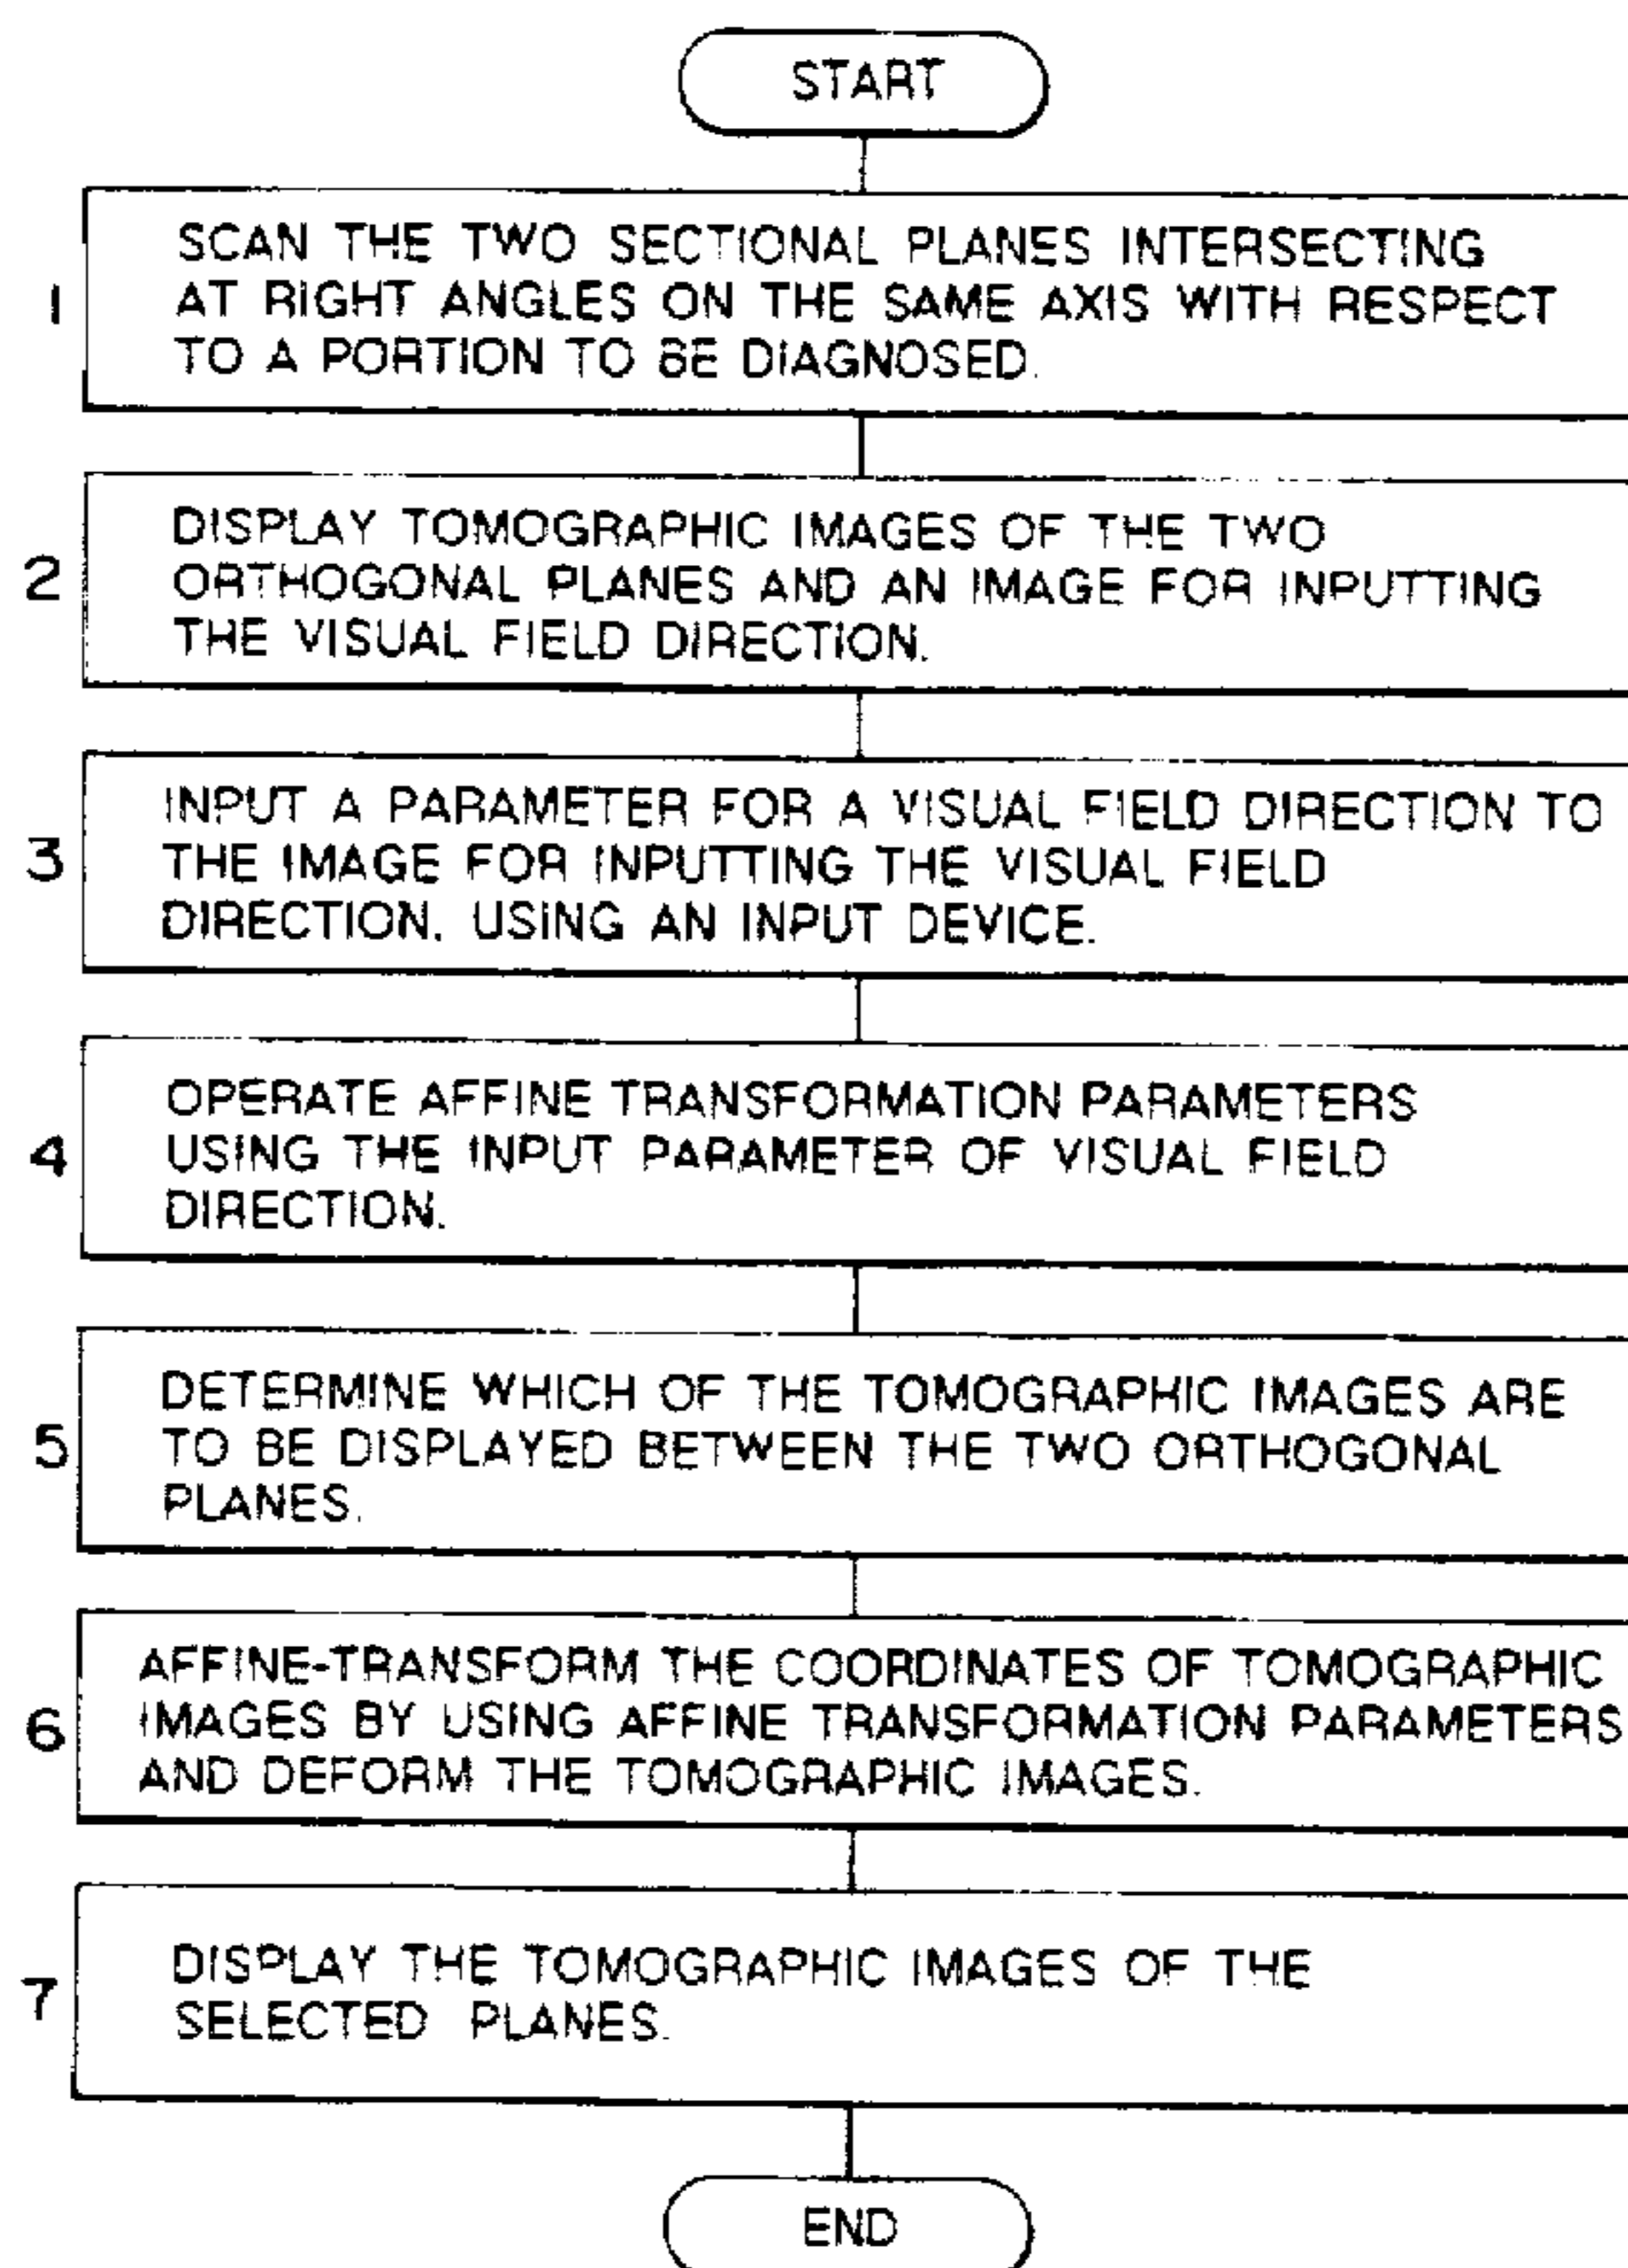 START
SCAN THE TWO SECTIONAL PLANES INTERSECTING
1 AT RIGHT ANGLES ON THE SAME AXIS WITH RESPECT
TO A PORTION TO BE DIAGNOSED.
DISPLAY TOMOGRAPHIC IMAGES OF THE TWO
2 ORTHOGONAL PLANES AND AN IMAGE FOR INPUTTING
THE VISUAL FIELD DIRECTION.
INPUT A PARAMETER FOR A VISUAL FIELD DIRECTION TO
3 THE IMAGE FOR INPUTTING THE VISUAL FIELD
DIRECTION. USING AN INPUT DEVICE.
OPERATE AFFINE TRANSFORMATION PARAMETERS
4 USING THE INPUT PARAMETER OF VISUAL FIELD
DIRECTION.
DETERMINE WHICH OF THE TOMOGRAPHIC IMAGES ARE
5 TO BE DISPLAYED BETWEEN THE TWO ORTHOGONAL
PLANES.
AFFINE-TRANSFORM THE COORDINATES OF TOMOGRAPHIC
6 IMAGES BY USING AFFINE TRANSFORMATION PARAMETERS
AND DEFORM THE TOMOGRAPHIC IMAGES.
DISPLAY THE TOMOGRAPHIC IMAGES OF THE
7 SELECTED PLANES.
END